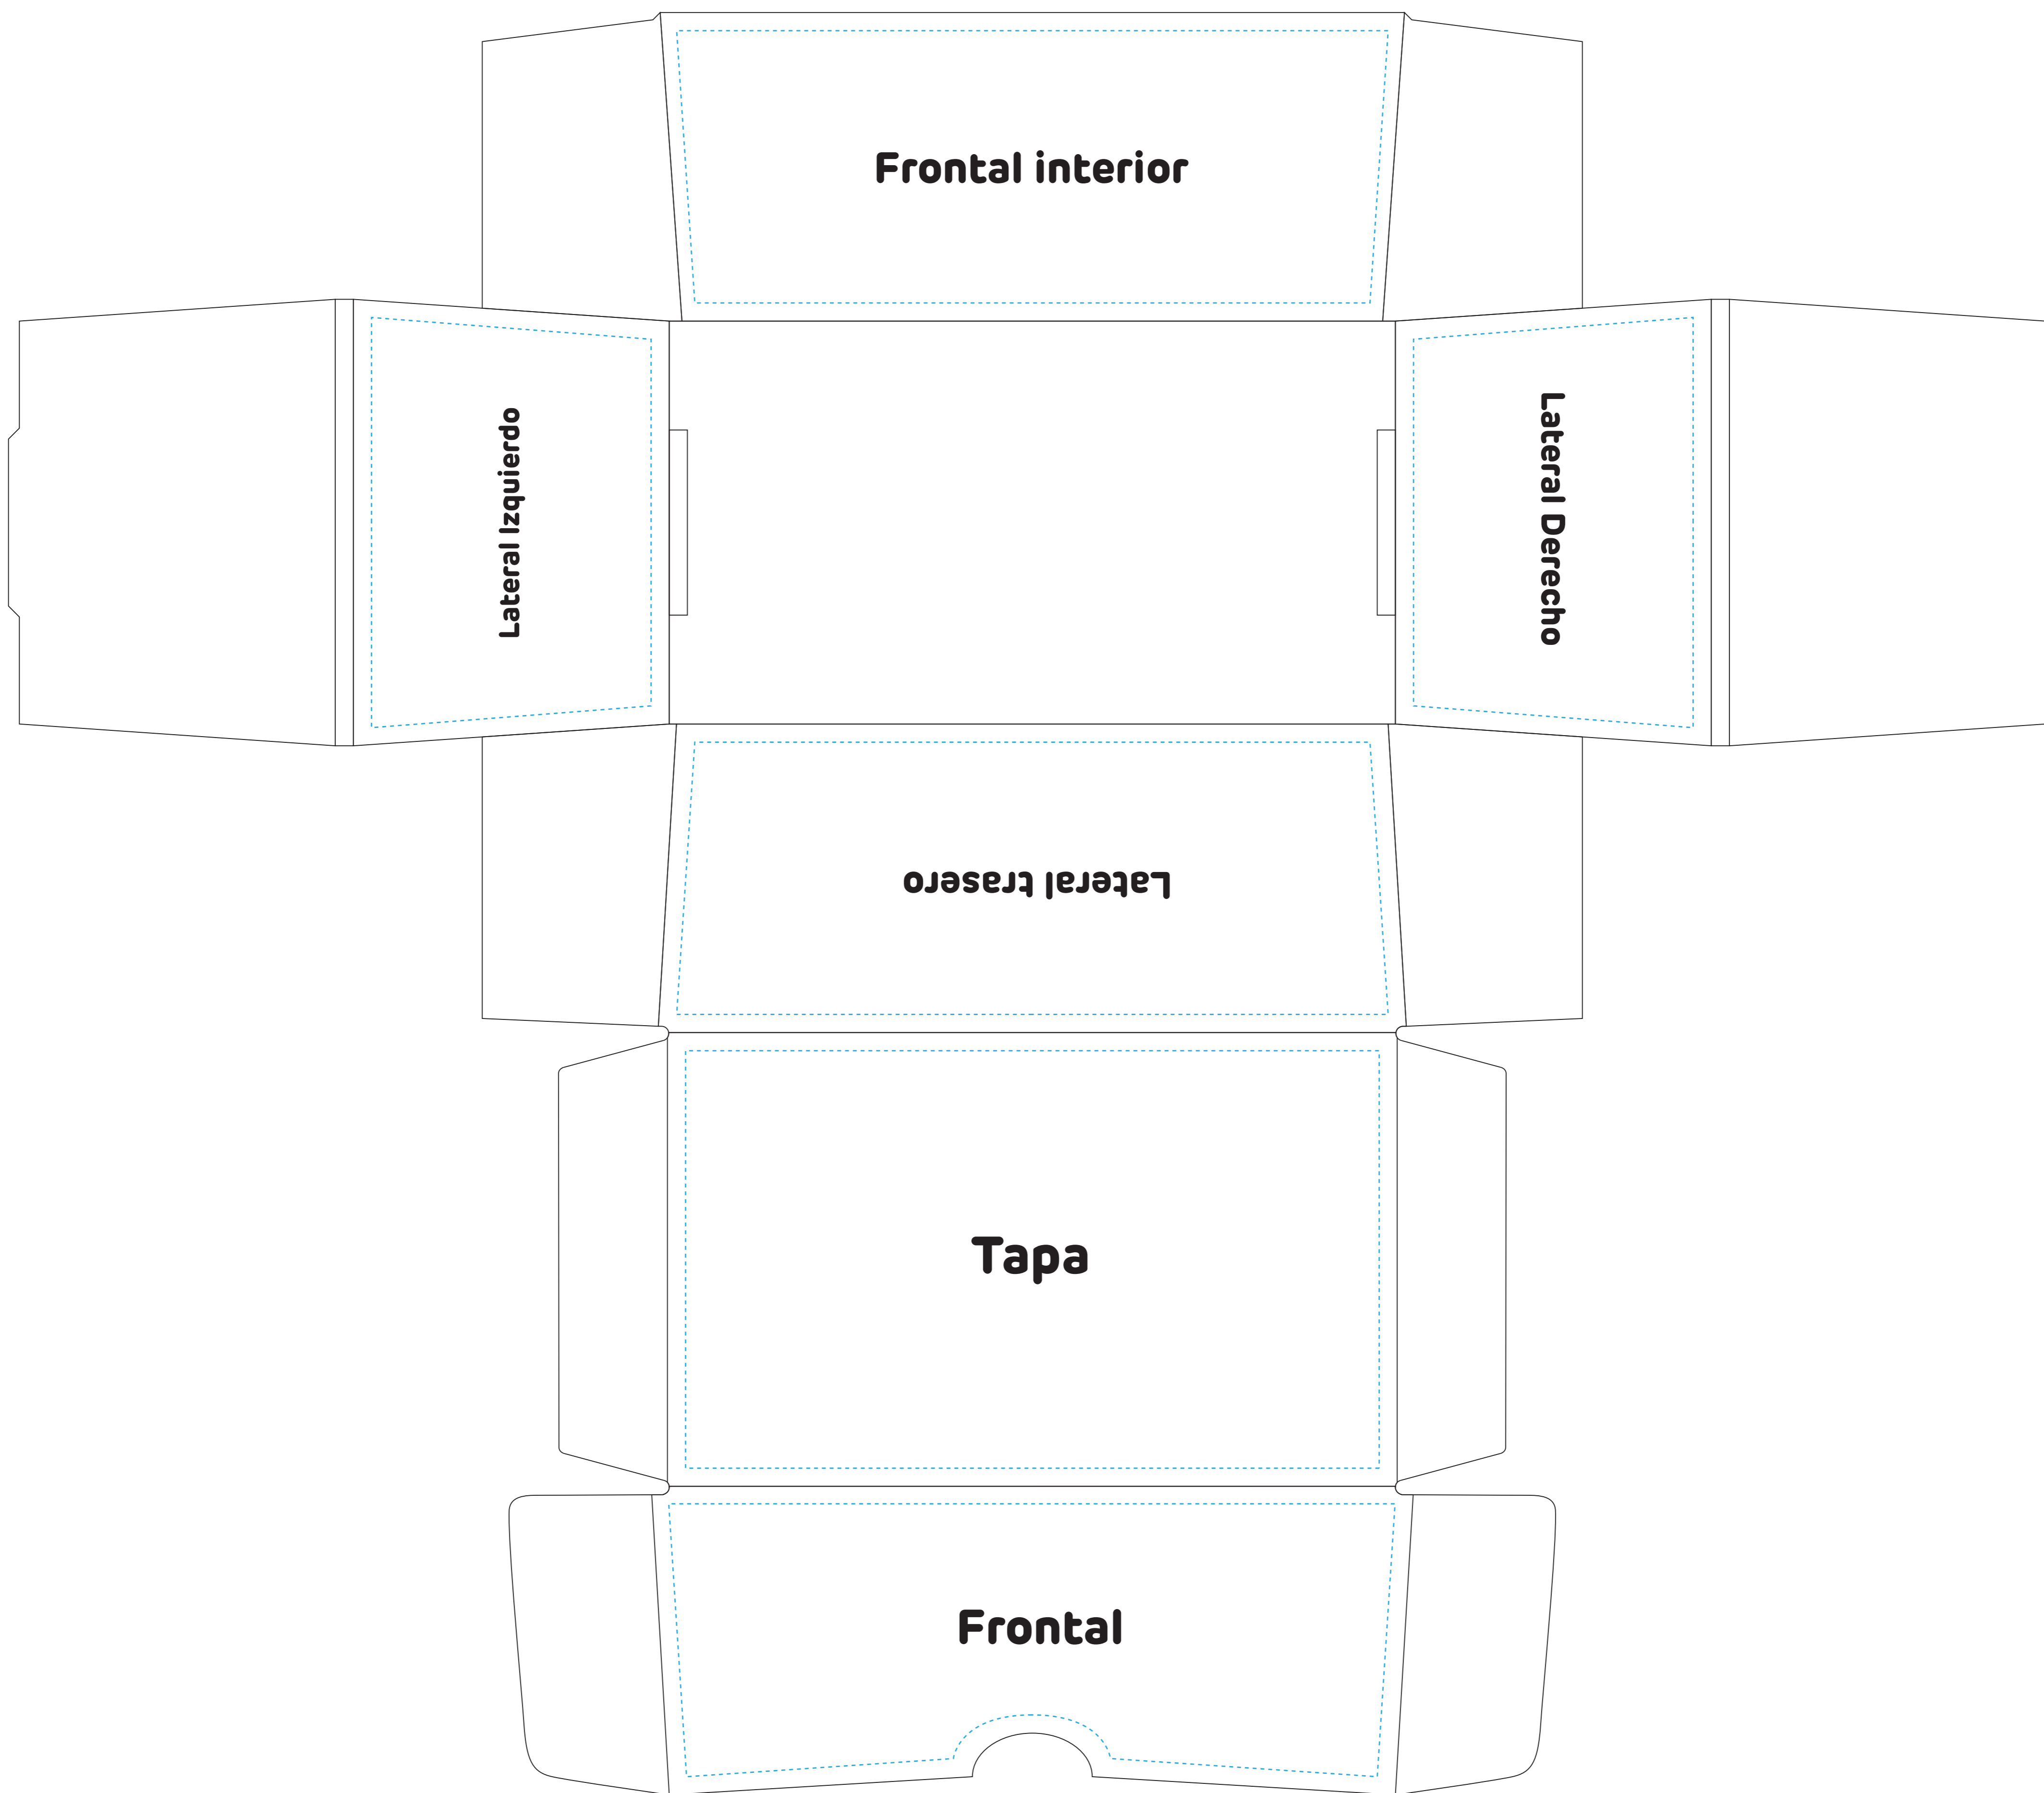 Frontal interior
Lateral Izquierdo
Lateral Derecho
Lateral trasero
Tapa
Frontal